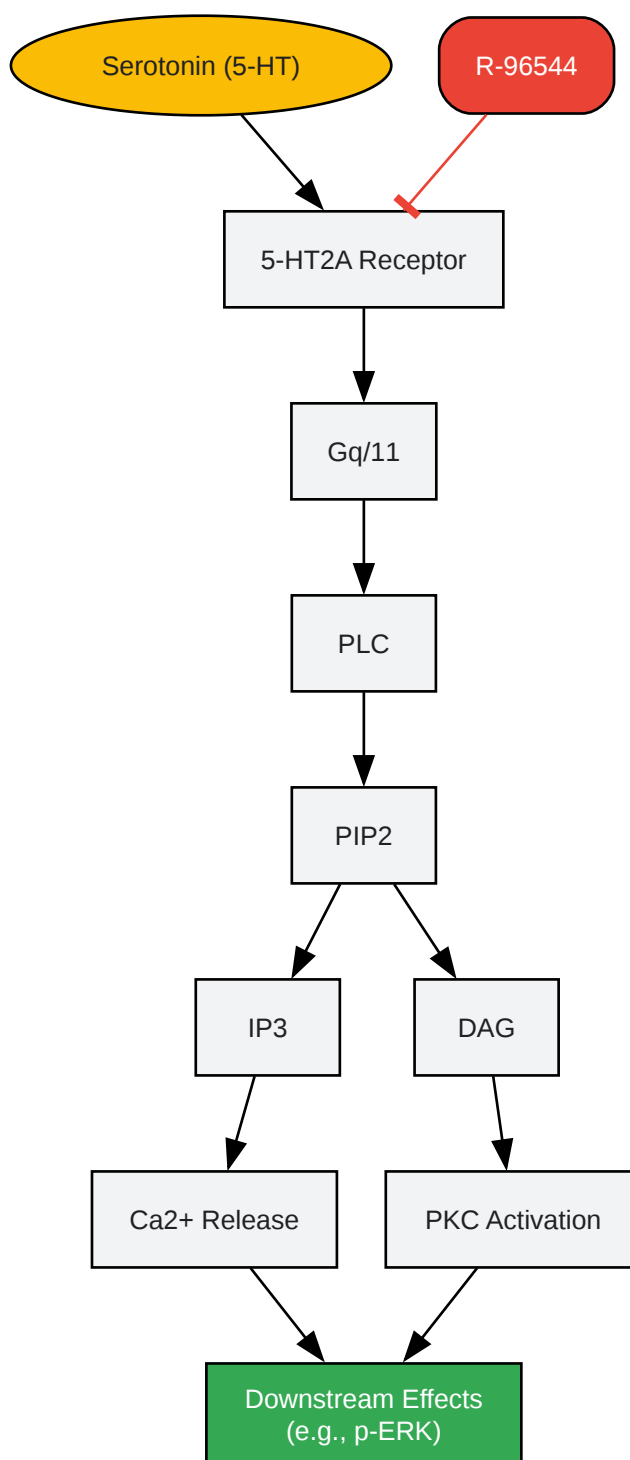 Serotonin (5-HT)
R-96544
5-HT2A Receptor
Gq/11
PLC
PIP2
IP3
DAG
Ca2+ Release
PKC Activation
Downstream Effects
(e.g., p-ERK)